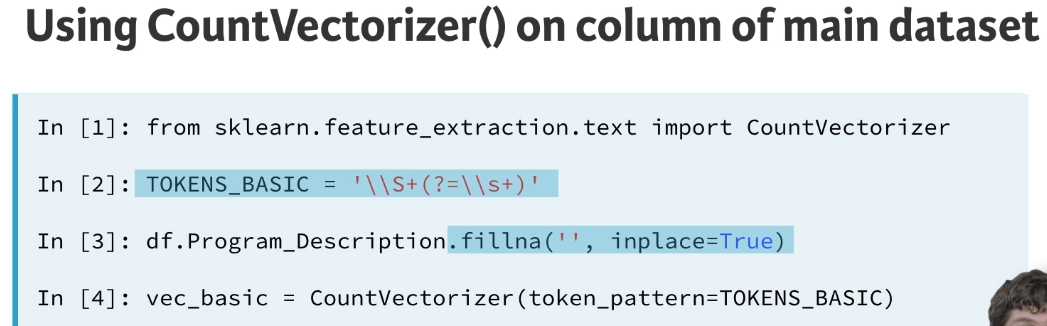 Using CountVectorizer() on column of main dataset
In [1]: from sklearn.feature_extraction.text import CountVectorizer
In [2]: TOKENS_BASIC = '\\S+(?=\\s+)'
In [3]: df.Program_Description.fillna('', inplace=True)
In [4]: vec_basic = CountVectorizer(token_pattern=TOKENS_BASIC)